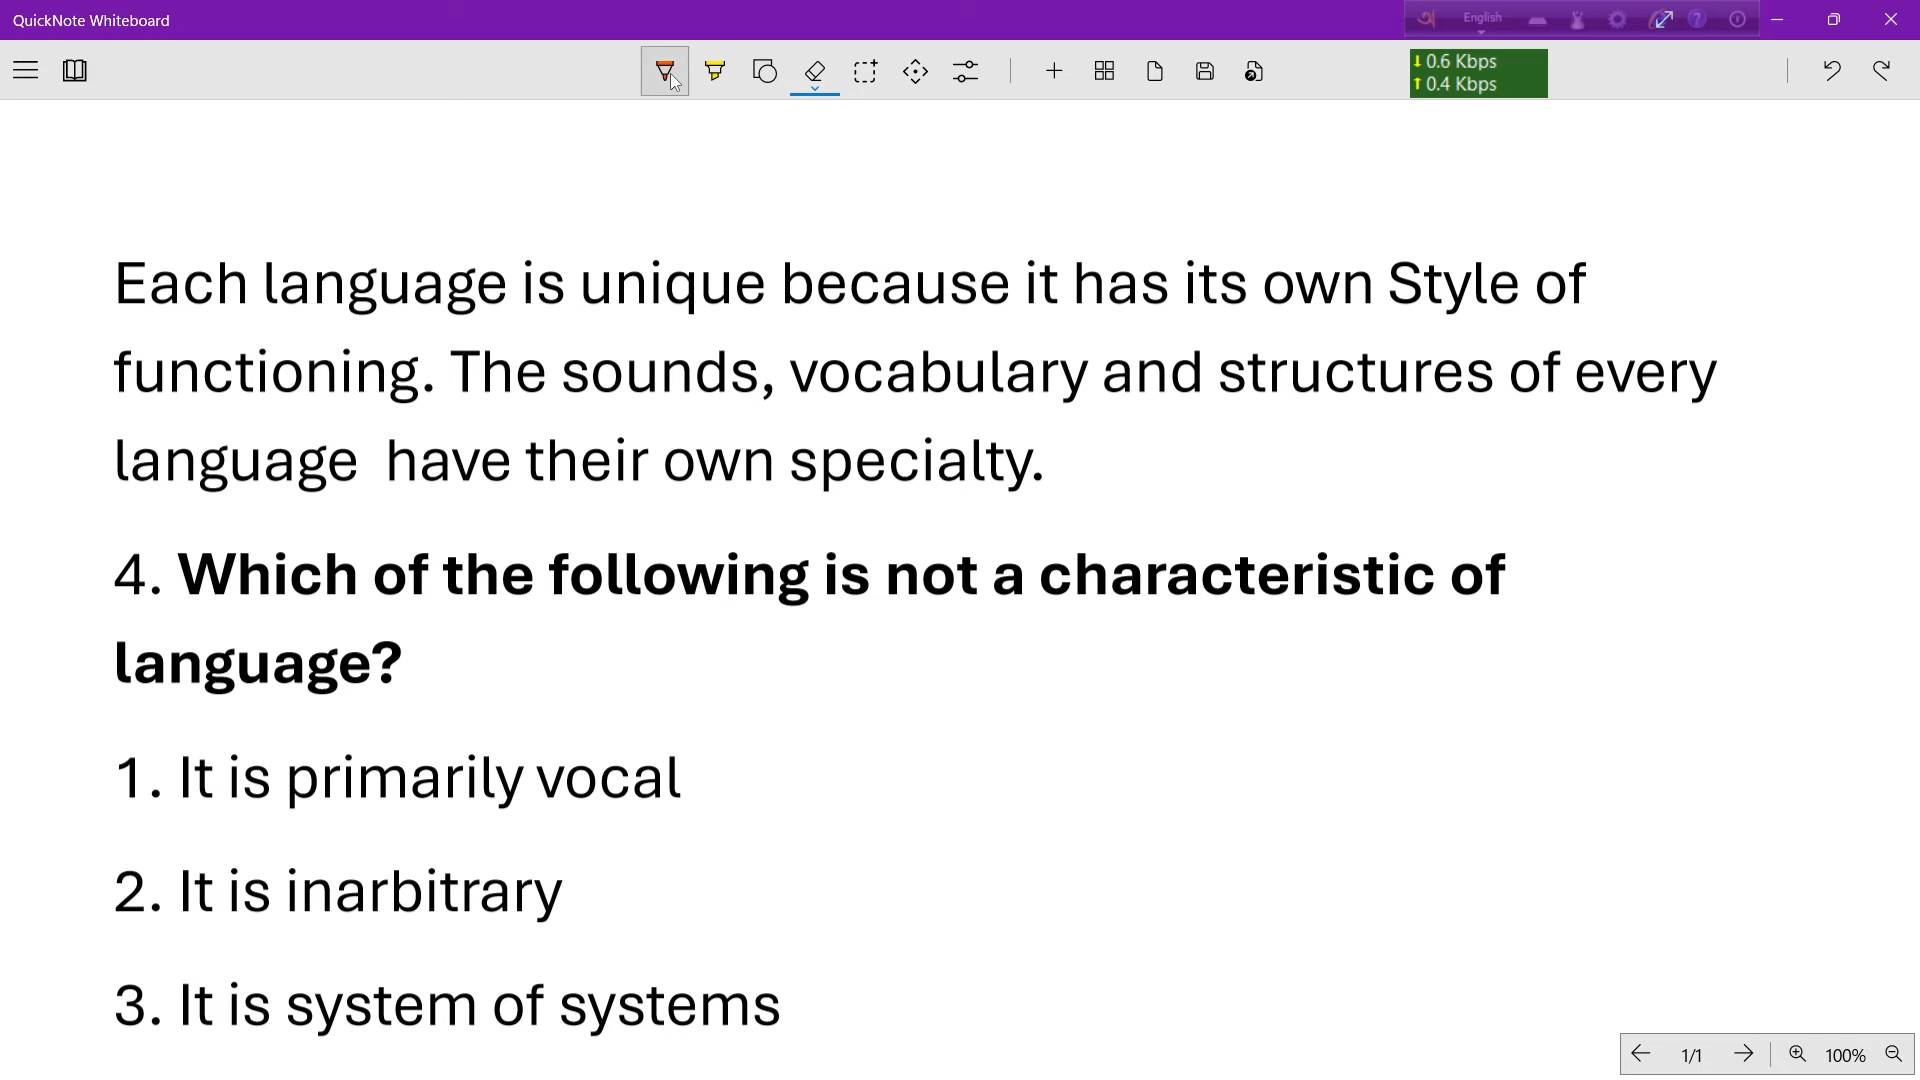 QuickNote Whiteboard
English
0.6 Kbps
0.4 Kbps
Each language is unique because it has its own Style of
functioning. The sounds, vocabulary and structures of every
language have their own specialty.
4. Which of the following is not a characteristic of
language?
1. It is primarily vocal
2. It is inarbitrary
3. It is system of systems
1/1
100%